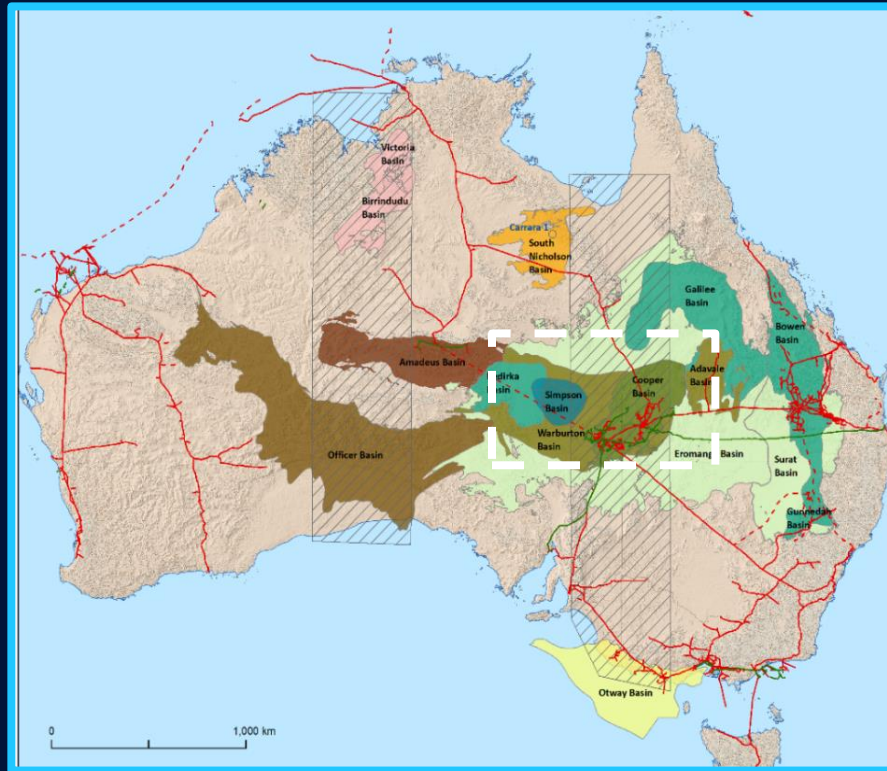 Victoria
Basin
Birrindudu
Basin
Carrara 1
South
Nicholson
Basin
Galilee
Basin
Bowen
Basin
Amadeus Basin
Basin
Simpson
Basin
Cooper
Basin
Adavale
Basin
Warburton
Basin
Officer Basin
Eromanga Basin
Surat
Basin
Gunnedah
Basin
Otway Basin
0
1,000 km